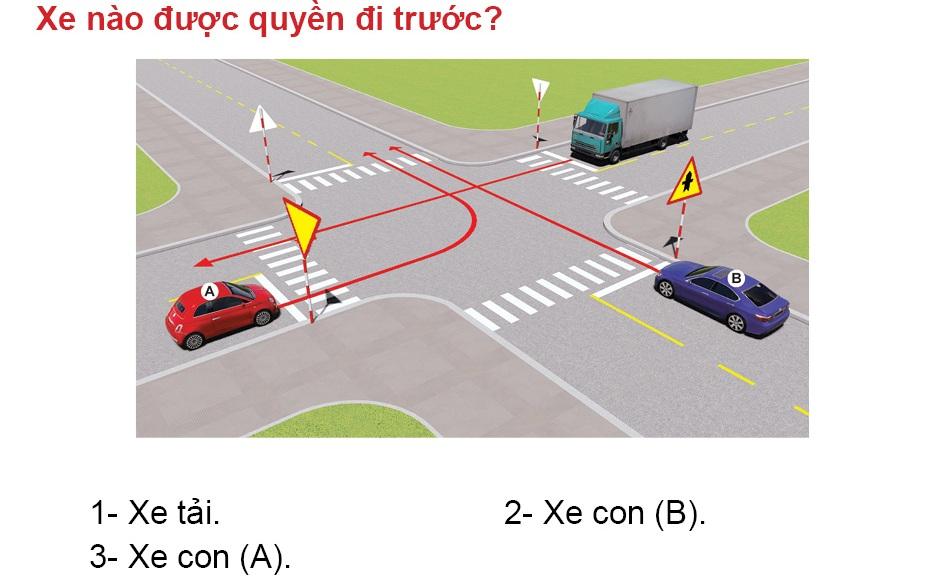 Xe nào được quyền đi trước?
A
B
1- Xe tải. 2- Xe con (B).
3- Xe con (A).